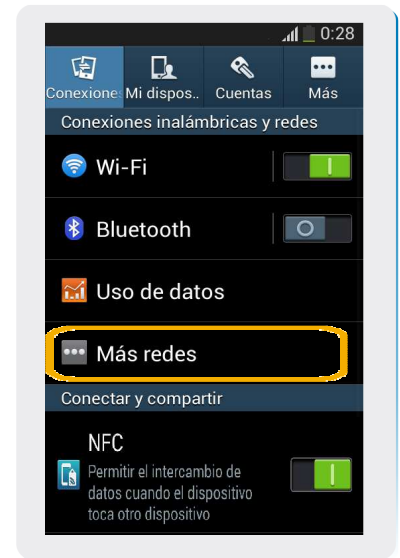 0:28
Conexione
Mi dispos..
Cuentas
Más
Conexiones inalámbricas y redes
Wi-Fi
Bluetooth
Uso de datos
Más redes
Conectar y compartir
NFC
Permitir el intercambio de
datos cuando el dispositivo
toca otro dispositivo